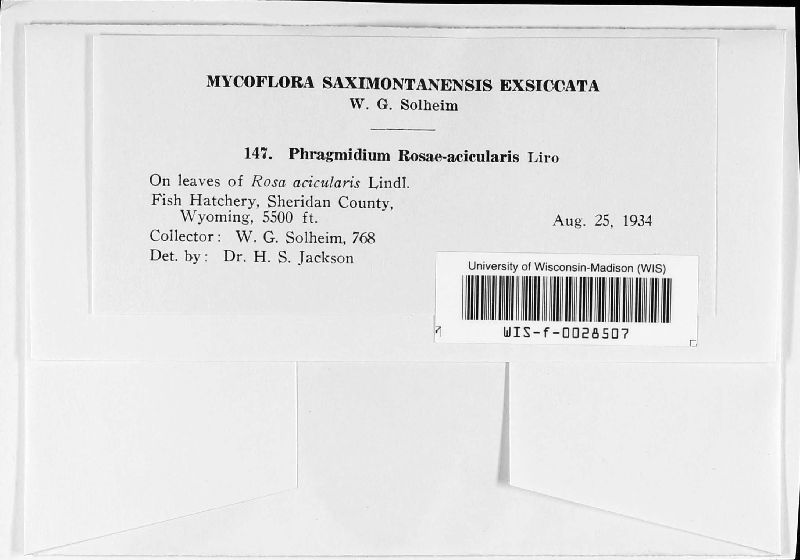 MYCOFLORA SAXIMONTANENSIS EXSICCATA
W. G. Solheim
147. Phragmidium Rosae-acicularis Liro
On leaves of Rosa acicularis Lindl.
Fish Hatchery, Sheridan County,
Wyoming, 5500 ft. Aug. 25, 1934
Collector: W. G. Solheim, 768
Det. by: Dr. H. S. Jackson
University of Wisconsin-Madison (WIS)
WIS-f-0028507